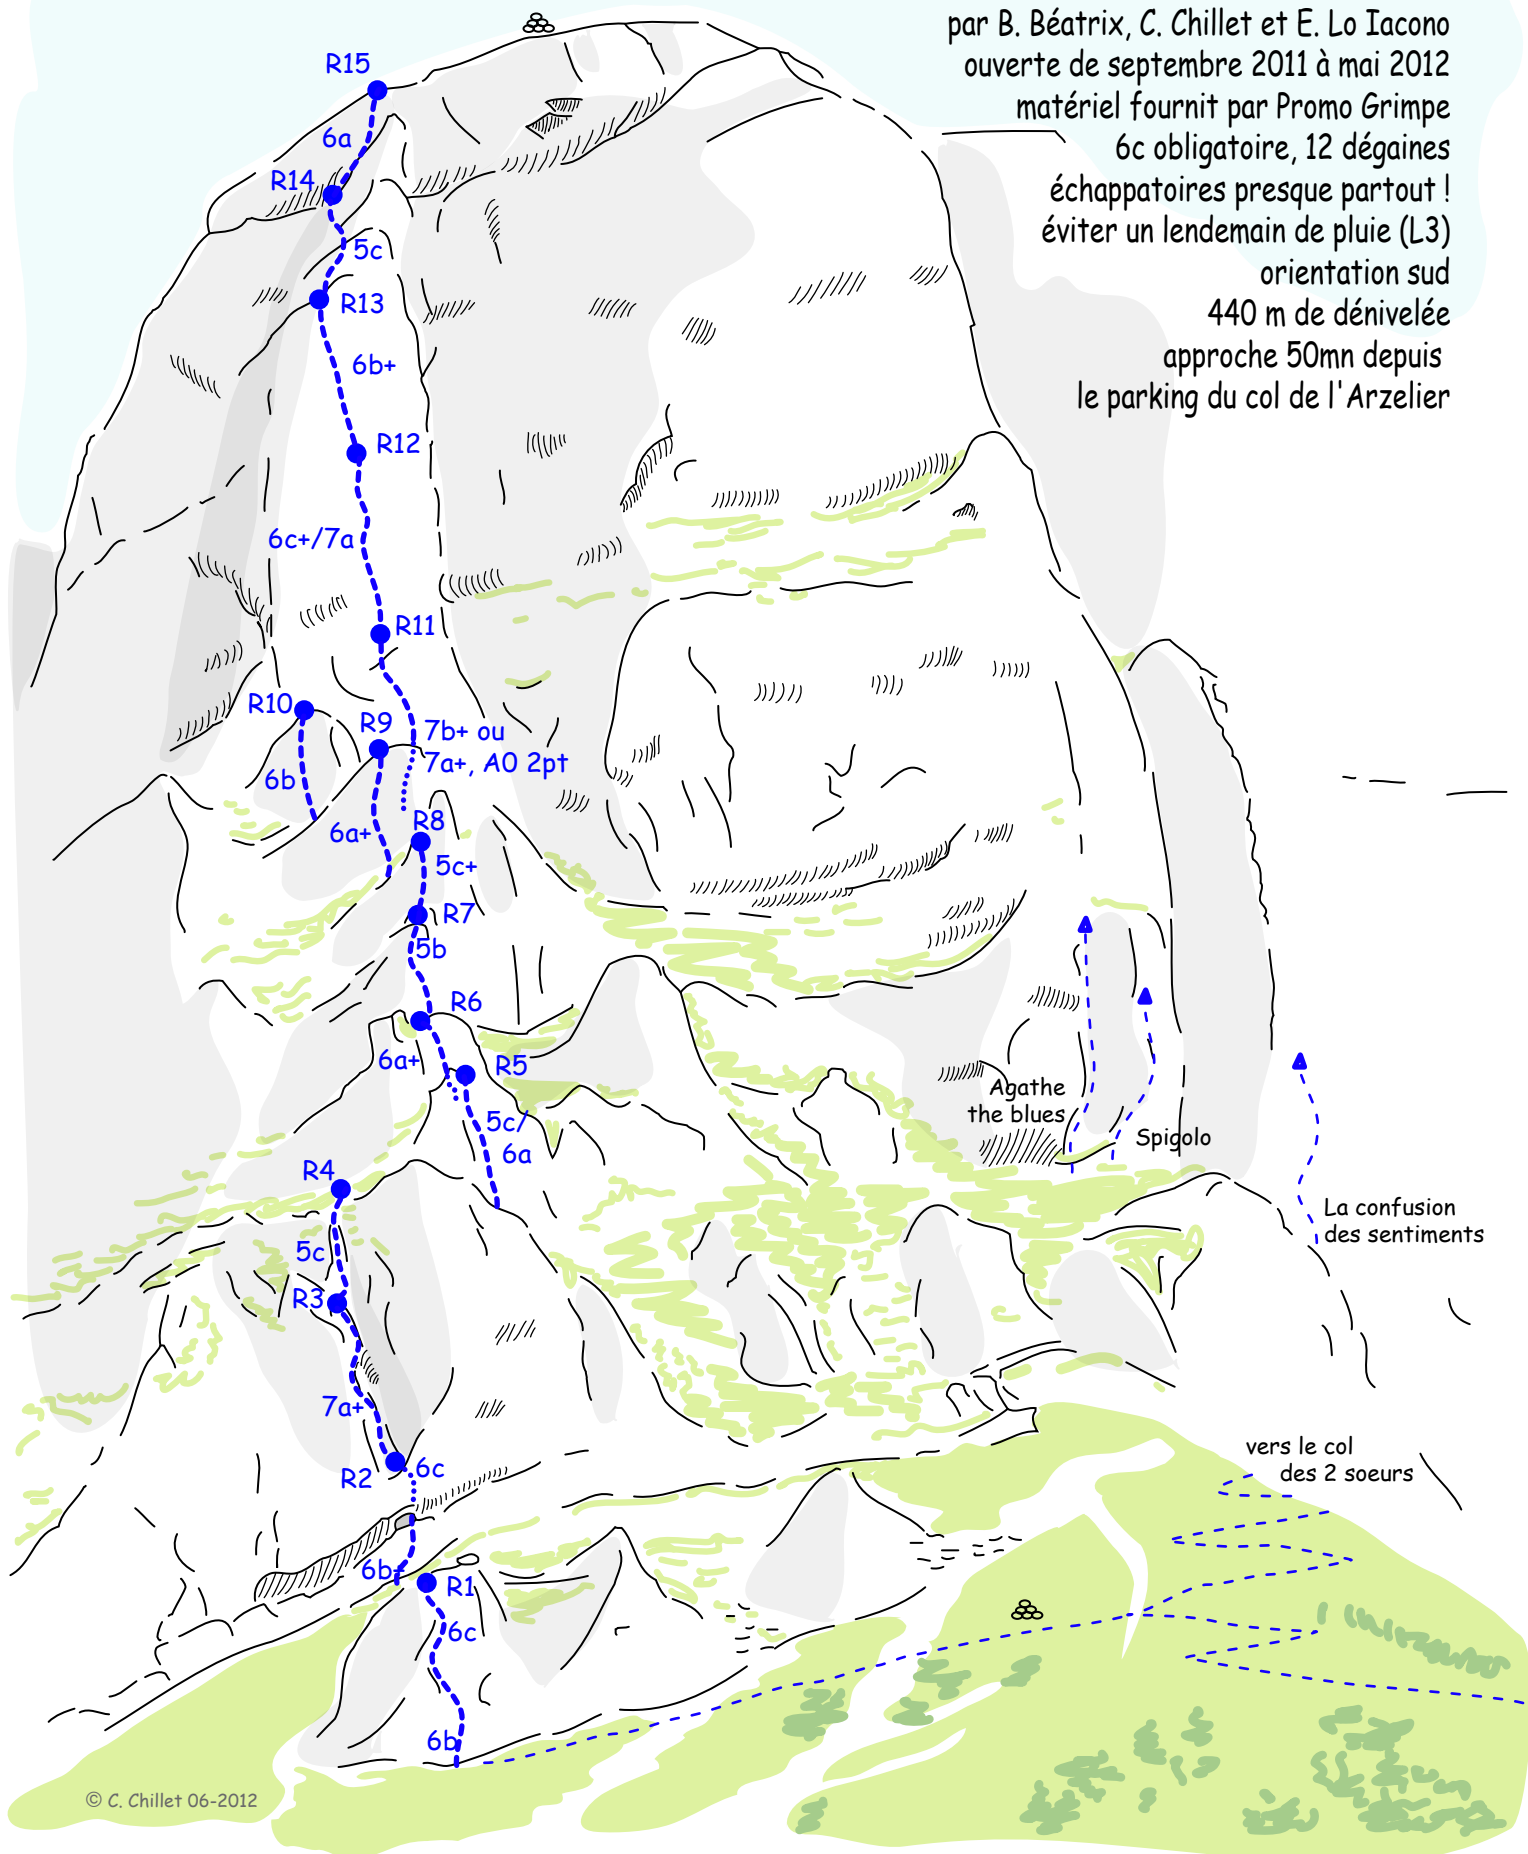 par B. Béatrix, C. Chillet et E. Lo Iacono
ouverte de septembre 2011 à mai 2012
matériel fournit par Promo Grimpe
6c obligatoire, 12 dégaines
échappatoires presque partout !
éviter un lendemain de pluie (L3)
orientation sud
440 m de dénivelée
approche 50mn depuis
le parking du col de l'Arzelier
R15
6a
R14
5c
R13
6b+
R12
6c+/7a
R11
R10
R9
7b+ ou
7a+, A0 2pt
6b
6a+
R8
5c+
R7
5b
R6
6a+
R5
5c/
6a
Agathe
the blues
Spigolo
R4
La confusion
des sentiments
5c
R3
7a+
R2
6c
vers le col
des 2 soeurs
6b+
R1
6c
6b
© C. Chillet 06-2012